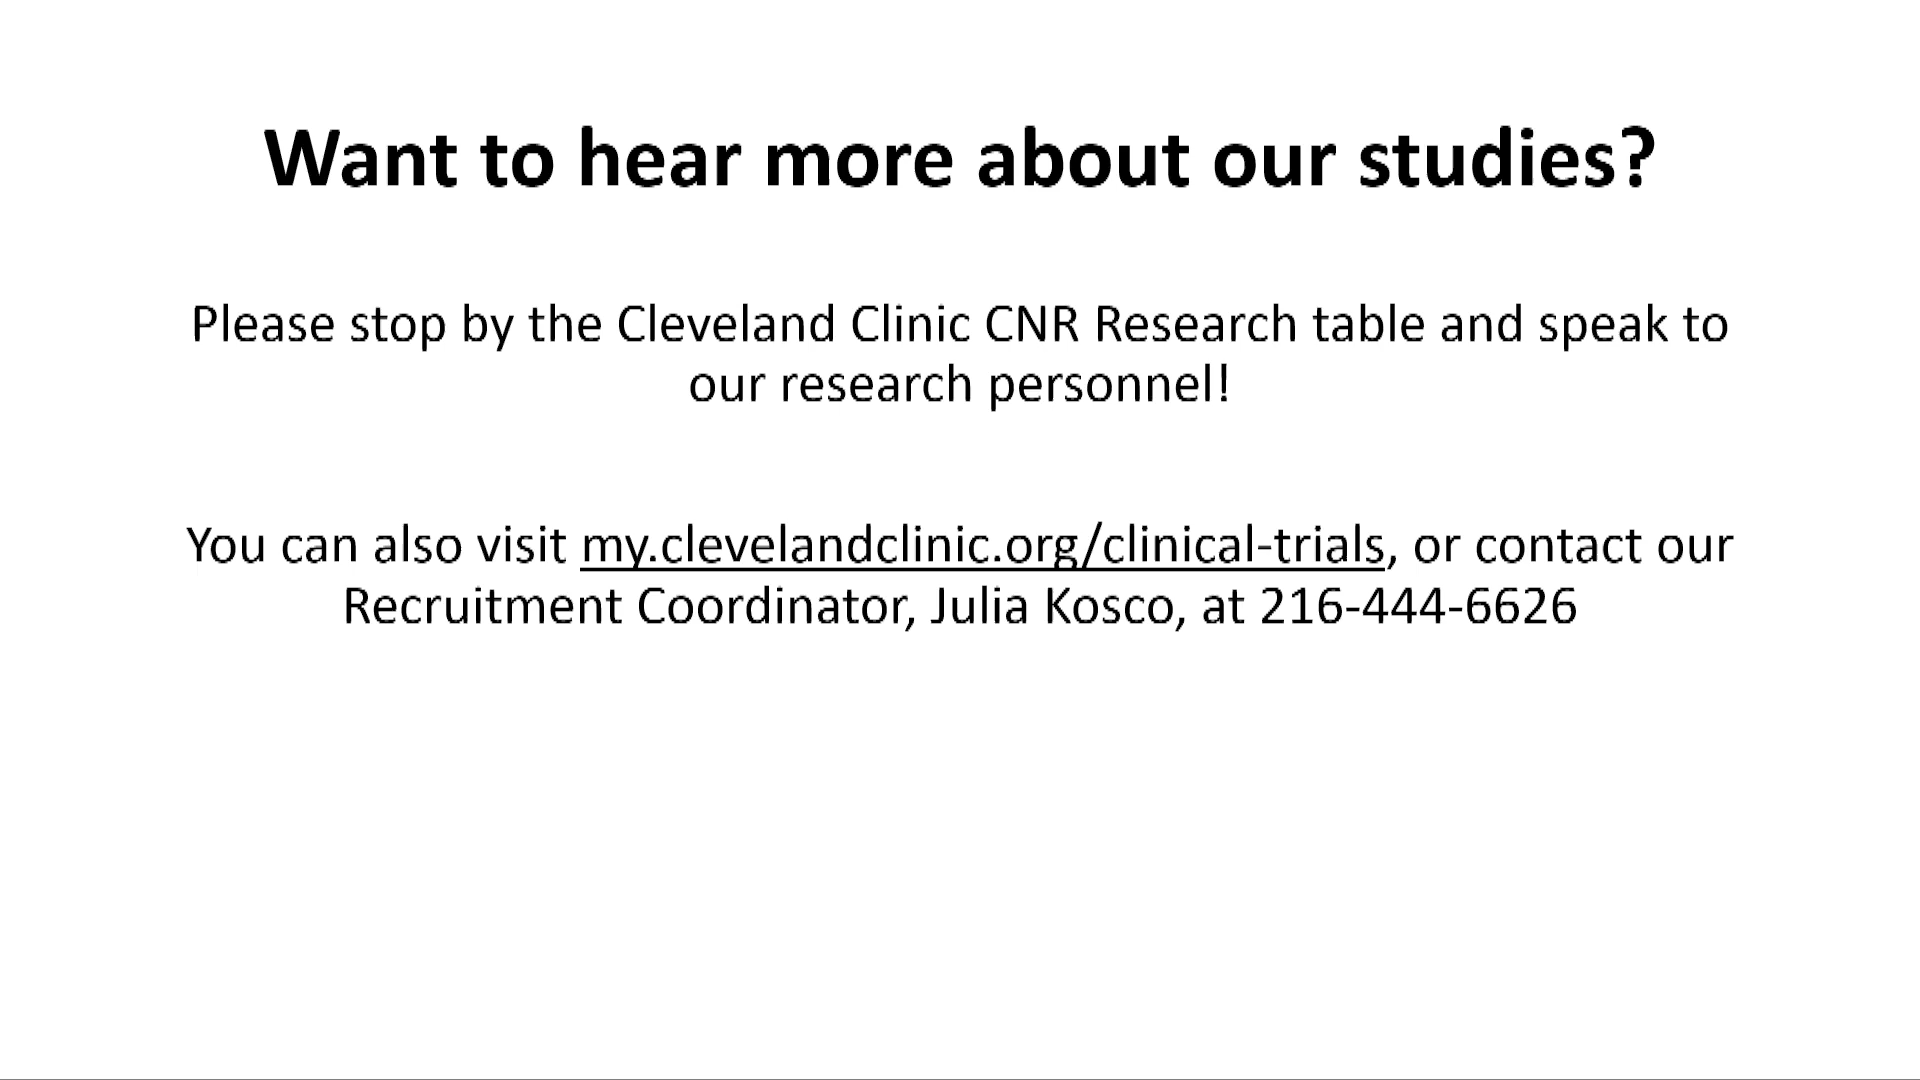 Want to hear more about our studies?
Please stop by the Cleveland Clinic CNR Research table and speak to
our research personnel!
You can also visit my.clevelandclinic.org/clinical-trials, or contact our
Recruitment Coordinator, Julia Kosco, at 216-444-6626